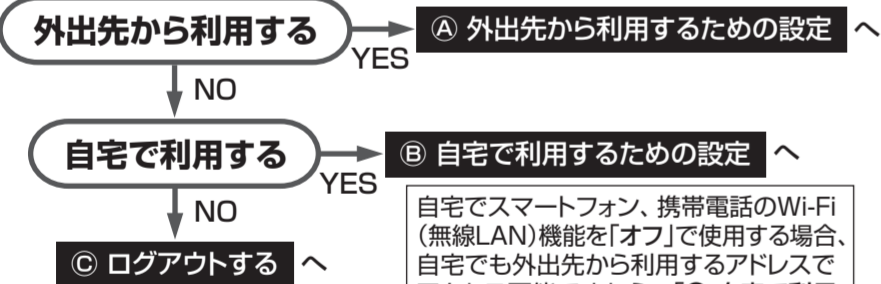 外出先から利用する
YES
Ⓐ 外出先から利用するための設定 へ
NO
自宅で利用する
YES
Ⓑ 自宅で利用するための設定 へ
NO
Ⓒ ログアウトする へ
自宅でスマートフォン、携帯電話のWi-Fi
（無線LAN）機能を｢オフ｣で使用する場合、
自宅でも外出先から利用するアドレスで